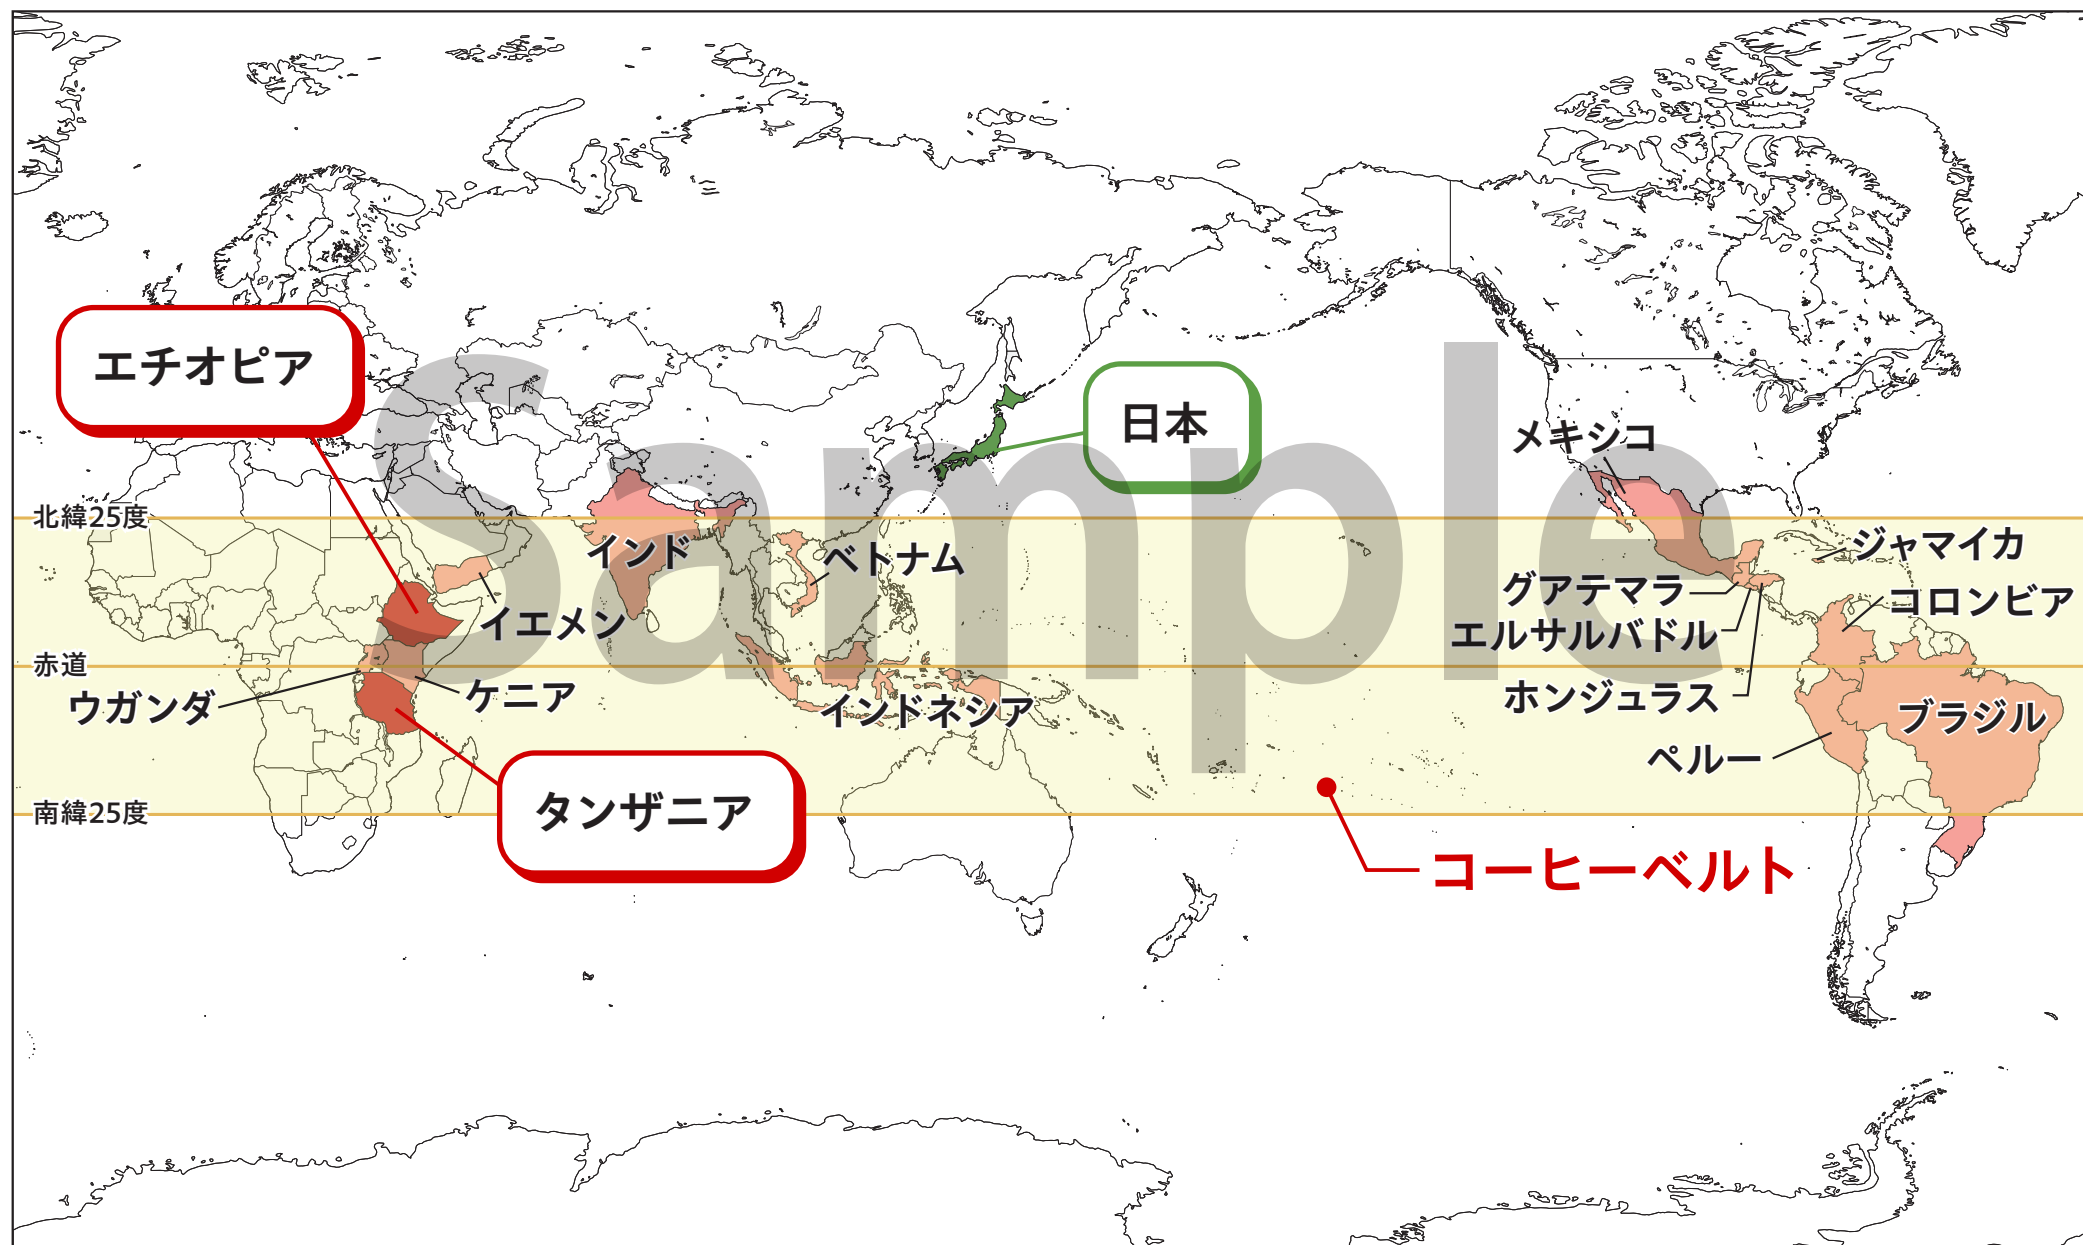 エチオピア
日本
メキシコ
北緯25度
インド
ベトナム
ジャマイカ
グアテマラ
コロンビア
イエメン
エルサルバドル
赤道
ウガンダ
ケニア
インドネシア
ホンジュラス
ブラジル
ペルー
タンザニア
南緯25度
コーヒーベルト
Sample